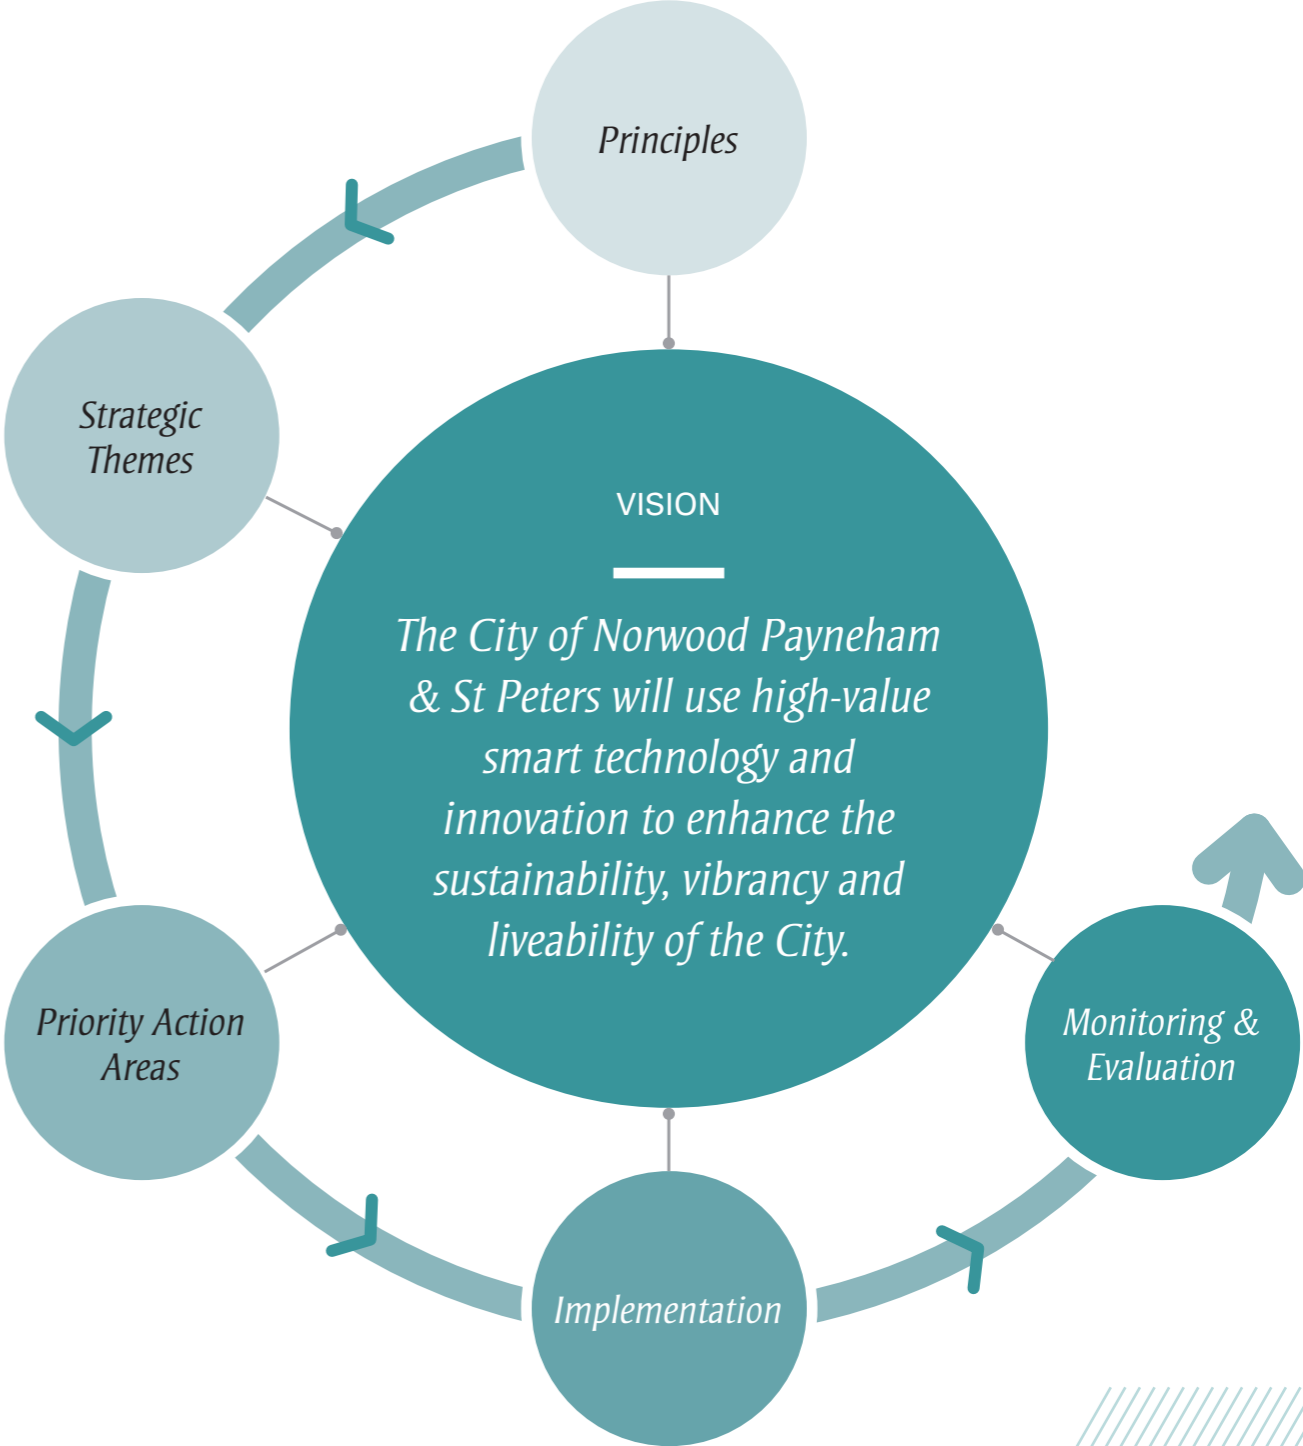 Principles
Strategic
Themes
VISION
The City of Norwood Payneham
& St Peters will use high-value
smart technology and
innovation to enhance the
sustainability, vibrancy and
liveability of the City.
Priority Action
Areas
Implementation
Monitoring &
Evaluation